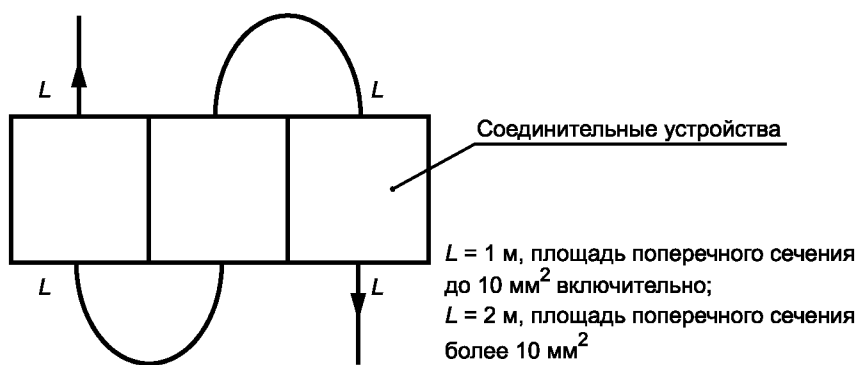 L
L
Соединительные устройства
L
L
L = 1 м, площадь поперечного сечения
до 10 мм² включительно;
L = 2 м, площадь поперечного сечения
более 10 мм²